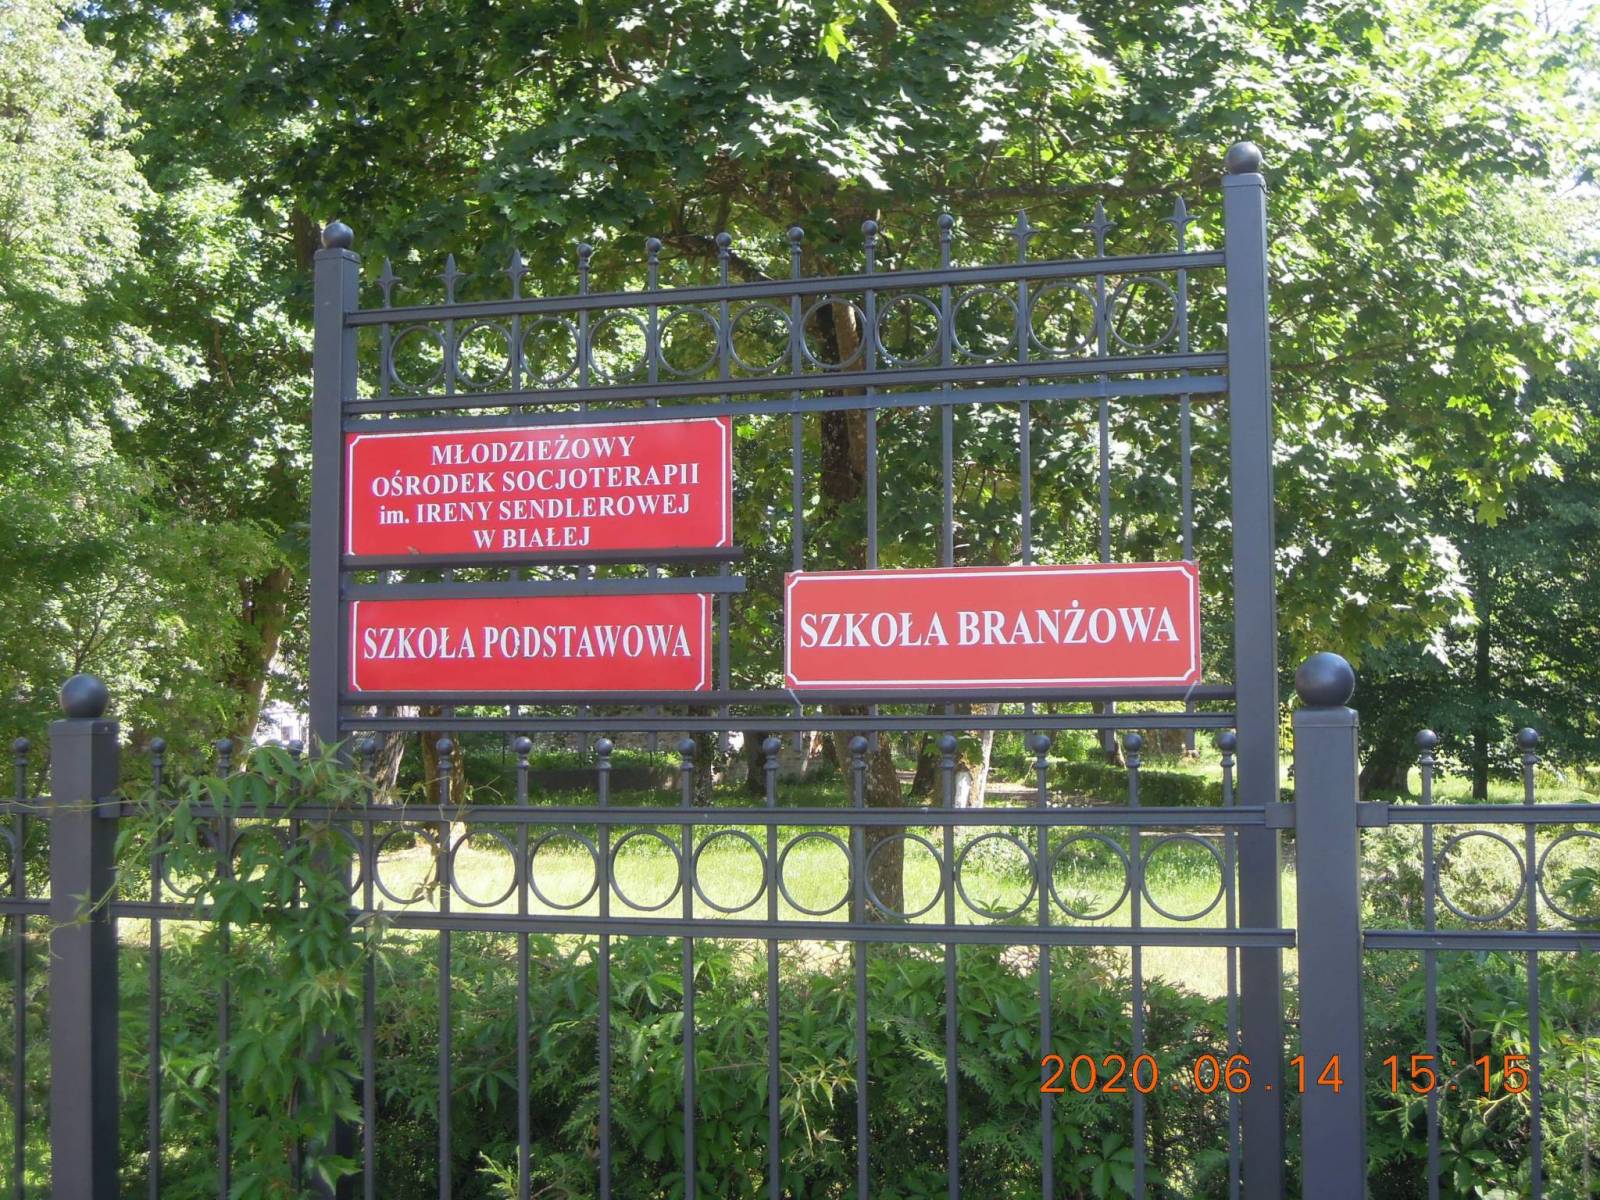 MŁODZIEŻOWY
OŚRODEK SOCJOTERAPII
im. IRENY SENDLEROWEJ
W BIAŁEJ
SZKOŁA PODSTAWOWA
SZKOŁA BRANŻOWA
2020.06.14 15:15